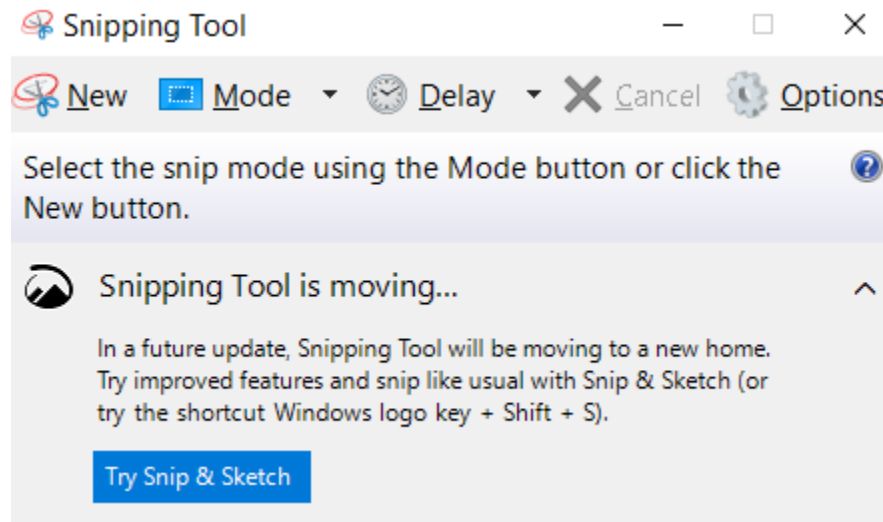 Snipping Tool
New Mode Delay Cancel Options
Select the snip mode using the Mode button or click the
New button.
Snipping Tool is moving...
In a future update, Snipping Tool will be moving to a new home.
Try improved features and snip like usual with Snip & Sketch (or
try the shortcut Windows logo key + Shift + S).
Try Snip & Sketch